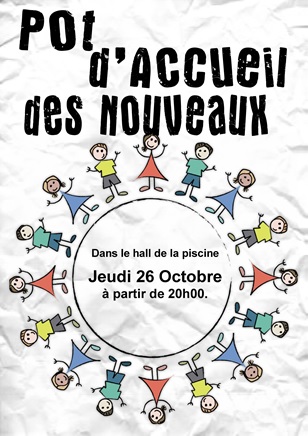 Pot
d'Accueil
des Nouveaux
Dans le hall de la piscine
Jeudi 26 Octobre
à partir de 20h00.